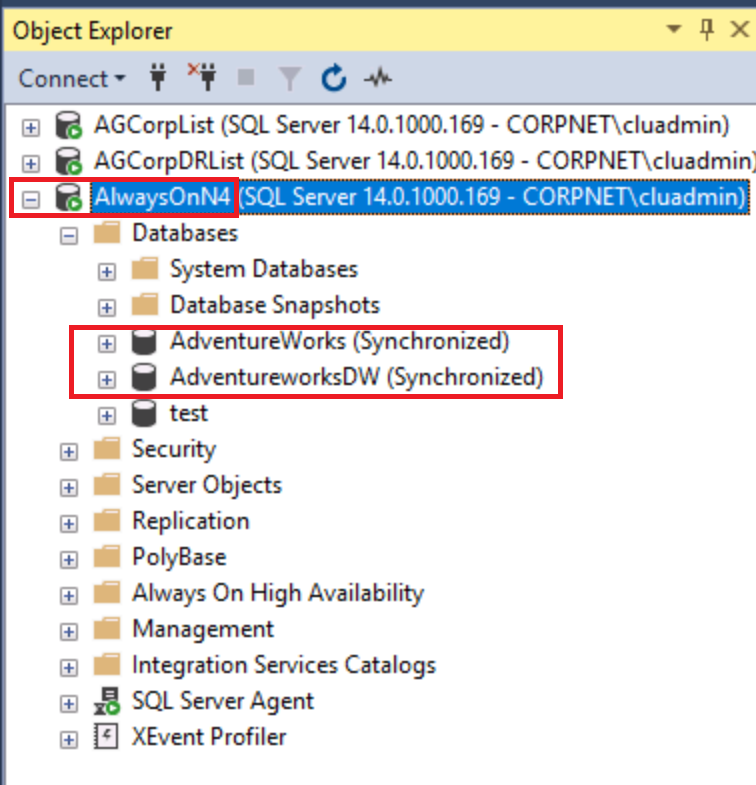 Object Explorer
Connect
AGCorpList (SQL Server 14.0.1000.169 - CORPNET\cluadmin)
AGCorpDRList (SQL Server 14.0.1000.169 - CORPNET\cluadmin)
AlwaysOnN4 (SQL Server 14.0.1000.169 - CORPNET\cluadmin)
Databases
System Databases
Database Snapshots
AdventureWorks (Synchronized)
AdventureworksDW (Synchronized)
test
Security
Server Objects
Replication
PolyBase
Always On High Availability
Management
Integration Services Catalogs
SQL Server Agent
XEvent Profiler